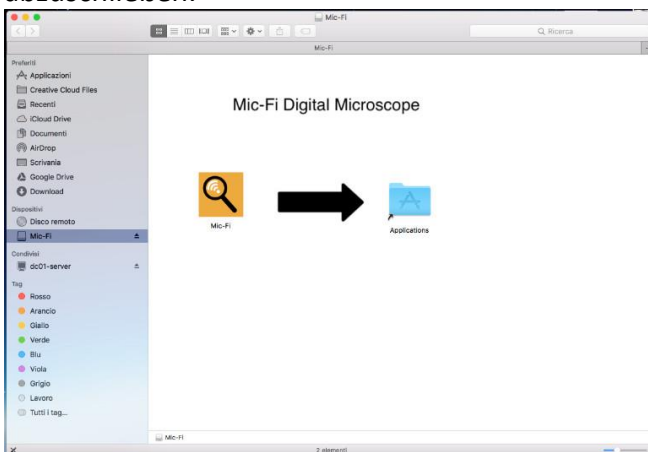 Mic-Fi
Ricerca
Mic-Fi
Preferiti
Applicazioni
Creative Cloud Files
Recenti
iCloud Drive
Documenti
AirDrop
Scrivania
Google Drive
Download
Dispositivi
Disco remoto
Mic-Fi
Condivisi
dc01-server
Tag
Rosso
Arancio
Giallo
Verde
Blu
Viola
Grigio
Lavoro
Tutti i tag...
Mic-Fi Digital Microscope
Mic-Fi
Applications
Mic-Fi
2 elementi